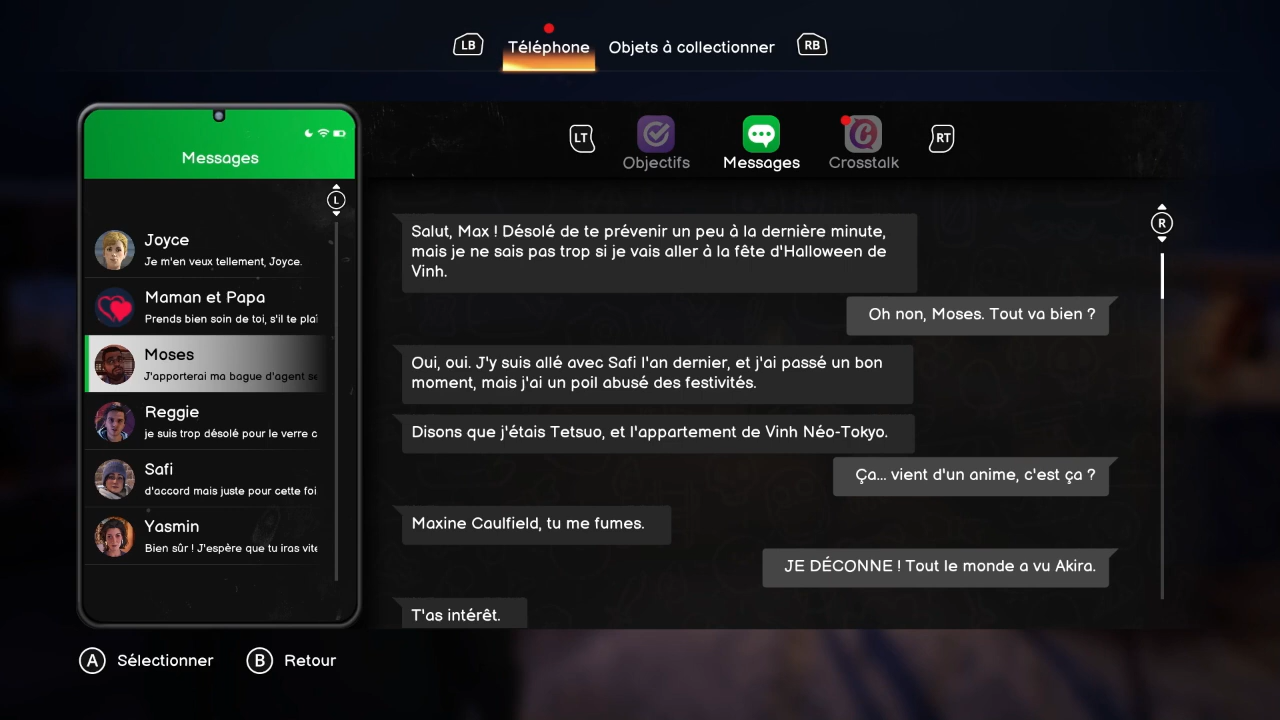 LB Téléphone Objets à collectionner RB
Messages
L
Joyce
Je m'en veux tellement, Joyce.
Maman et Papa
Prends bien soin de toi, s'il te plaî
Moses
J'apporterai ma bague d'agent se
Reggie
je suis trop désolé pour le verre c
Safi
d'accord mais juste pour cette foi
Yasmin
Bien sûr ! J'espère que tu iras vite
LT Objectifs Messages Crosstalk RT
R
Salut, Max ! Désolé de te prévenir un peu à la dernière minute,
mais je ne sais pas trop si je vais aller à la fête d'Halloween de
Vinh.
Oh non, Moses. Tout va bien ?
Oui, oui. J'y suis allé avec Safi l'an dernier, et j'ai passé un bon
moment, mais j'ai un poil abusé des festivités.
Disons que j'étais Tetsuo, et l'appartement de Vinh Néo-Tokyo.
Ça... vient d'un anime, c'est ça ?
Maxine Caulfield, tu me fumes.
JE DÉCONNE ! Tout le monde a vu Akira.
T'as intérêt.
A Sélectionner B Retour